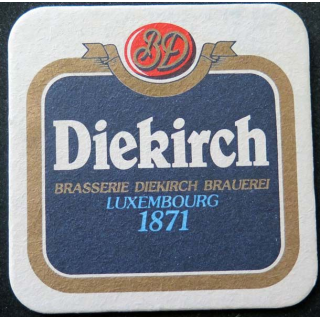 BD
Diekirch
BRASSERIE DIEKIRCH BRAUEREI
LUXEMBOURG
1871